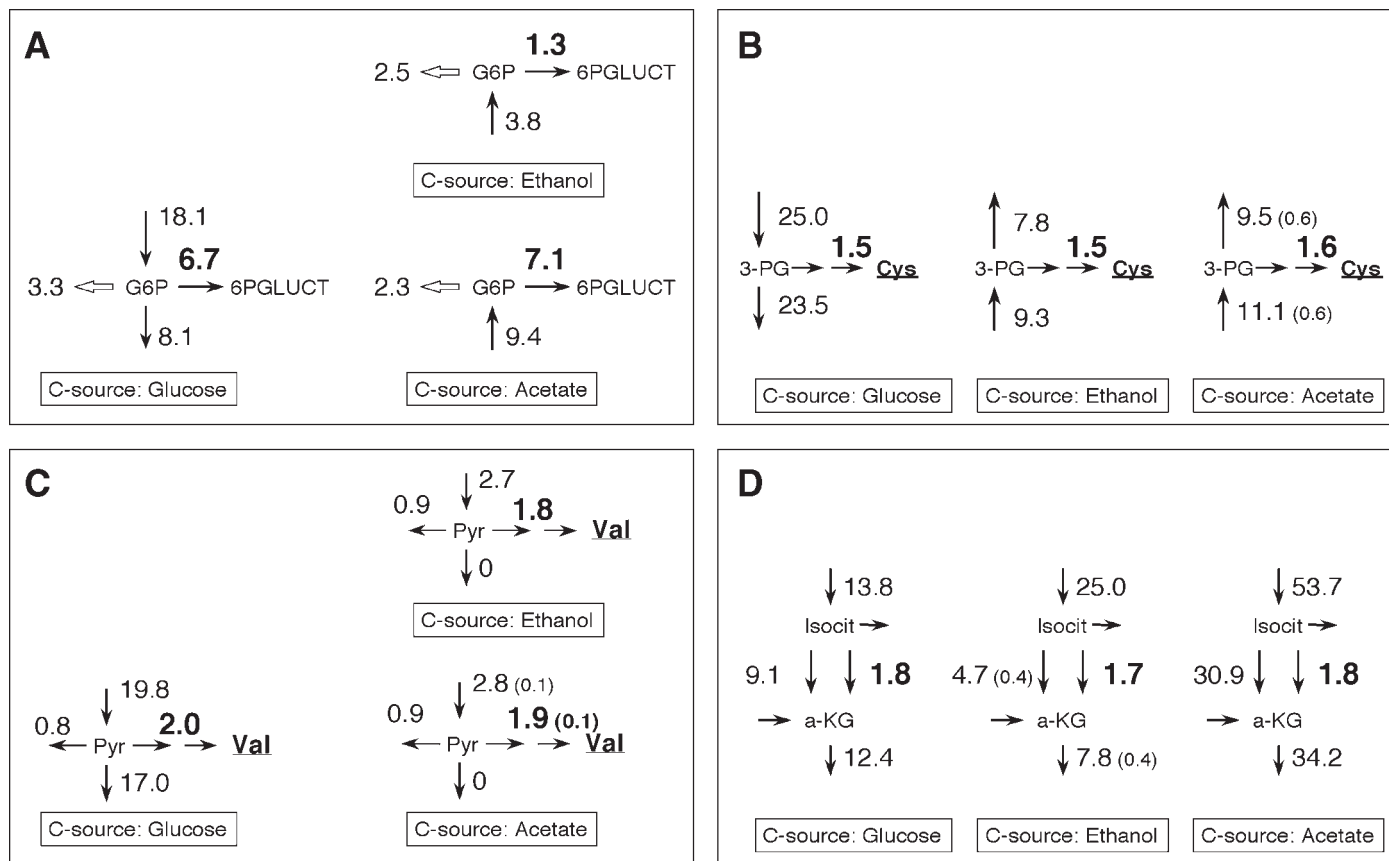 A
1.3
2.5 G6P 6PGLUCT
3.8
C-source: Ethanol
18.1
6.7
3.3 G6P 6PGLUCT
8.1
C-source: Glucose
7.1
2.3 G6P 6PGLUCT
9.4
C-source: Acetate
B
25.0
1.5
3-PG Cys
23.5
C-source: Glucose
7.8
1.5
3-PG Cys
9.3
C-source: Ethanol
9.5 (0.6)
1.6
3-PG Cys
11.1 (0.6)
C-source: Acetate
C
2.7
0.9 1.8
Pyr Val
0
C-source: Ethanol
19.8
0.8 2.0
Pyr Val
17.0
C-source: Glucose
2.8 (0.1)
0.9 1.9 (0.1)
Pyr Val
0
C-source: Acetate
D
13.8
Isocit
9.1 1.8
a-KG
12.4
C-source: Glucose
25.0
Isocit
4.7 (0.4) 1.7
a-KG
7.8 (0.4)
C-source: Ethanol
53.7
Isocit
30.9 1.8
a-KG
34.2
C-source: Acetate